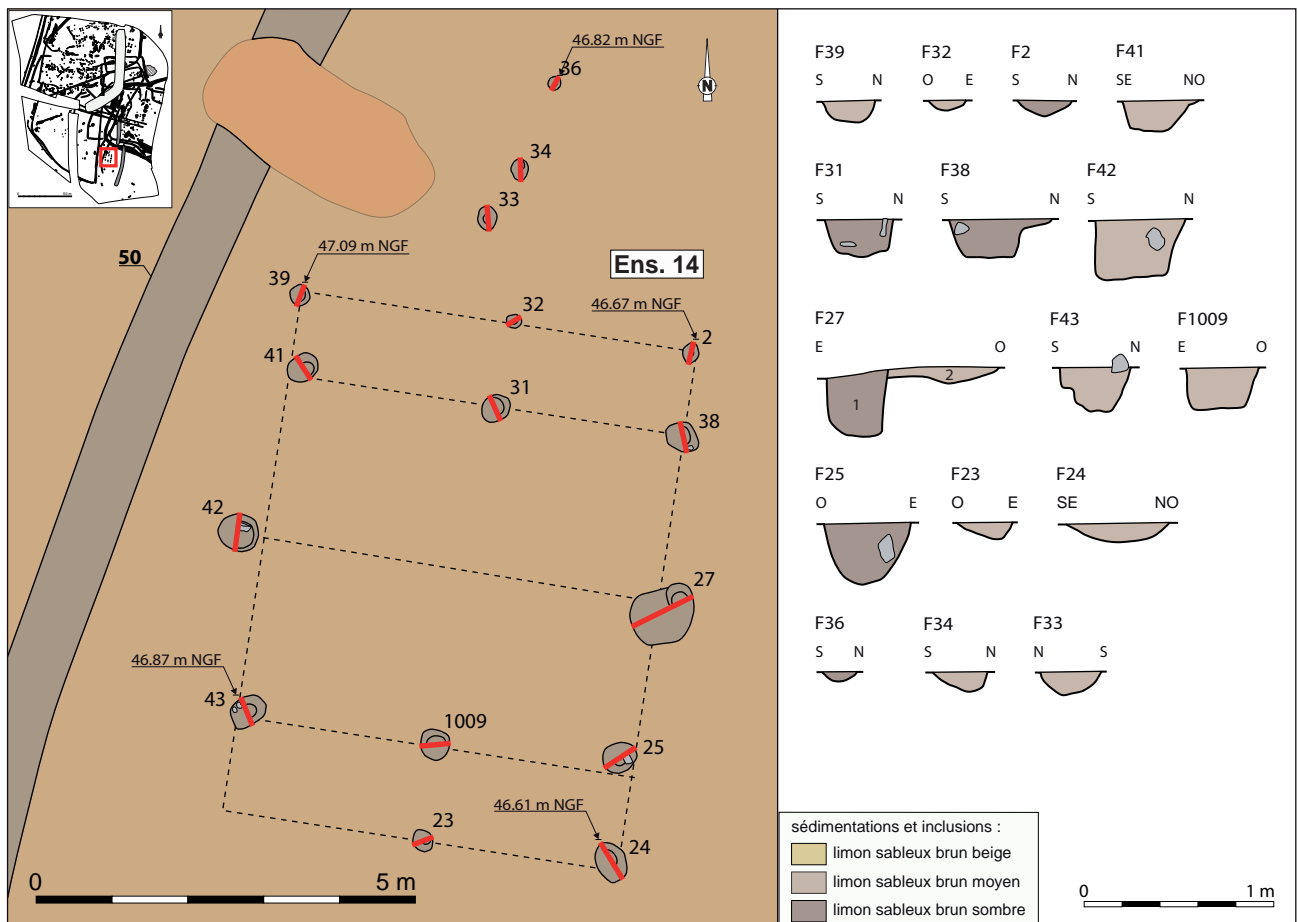 46.82 m NGF
36
N
34
33
50
47.09 m NGF
Ens. 14
39
32
46.67 m NGF
2
41
31
38
42
27
46.87 m NGF
43
1009
25
46.61 m NGF
23
24
0 5 m
F39 F32 F2 F41
S N O E S N SE NO
F31 F38 F42
S N S N S N
F27 F43 F1009
E O S N E O
2
1
F25 F23 F24
O E O E SE NO
F36 F34 F33
S N S N N S
sédimentations et inclusions :
limon sableux brun beige
limon sableux brun moyen
limon sableux brun sombre
0 1 m